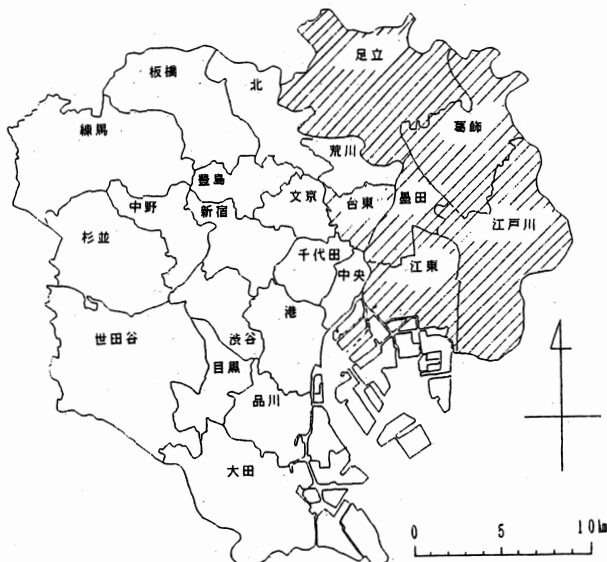 足立
板橋
北
葛飾
練馬
荒川
豊島
文京
台東
墨田
中野
新宿
江戸川
杉並
千代田
江東
中央
港
世田谷
渋谷
目黒
品川
大田
0 5 10km